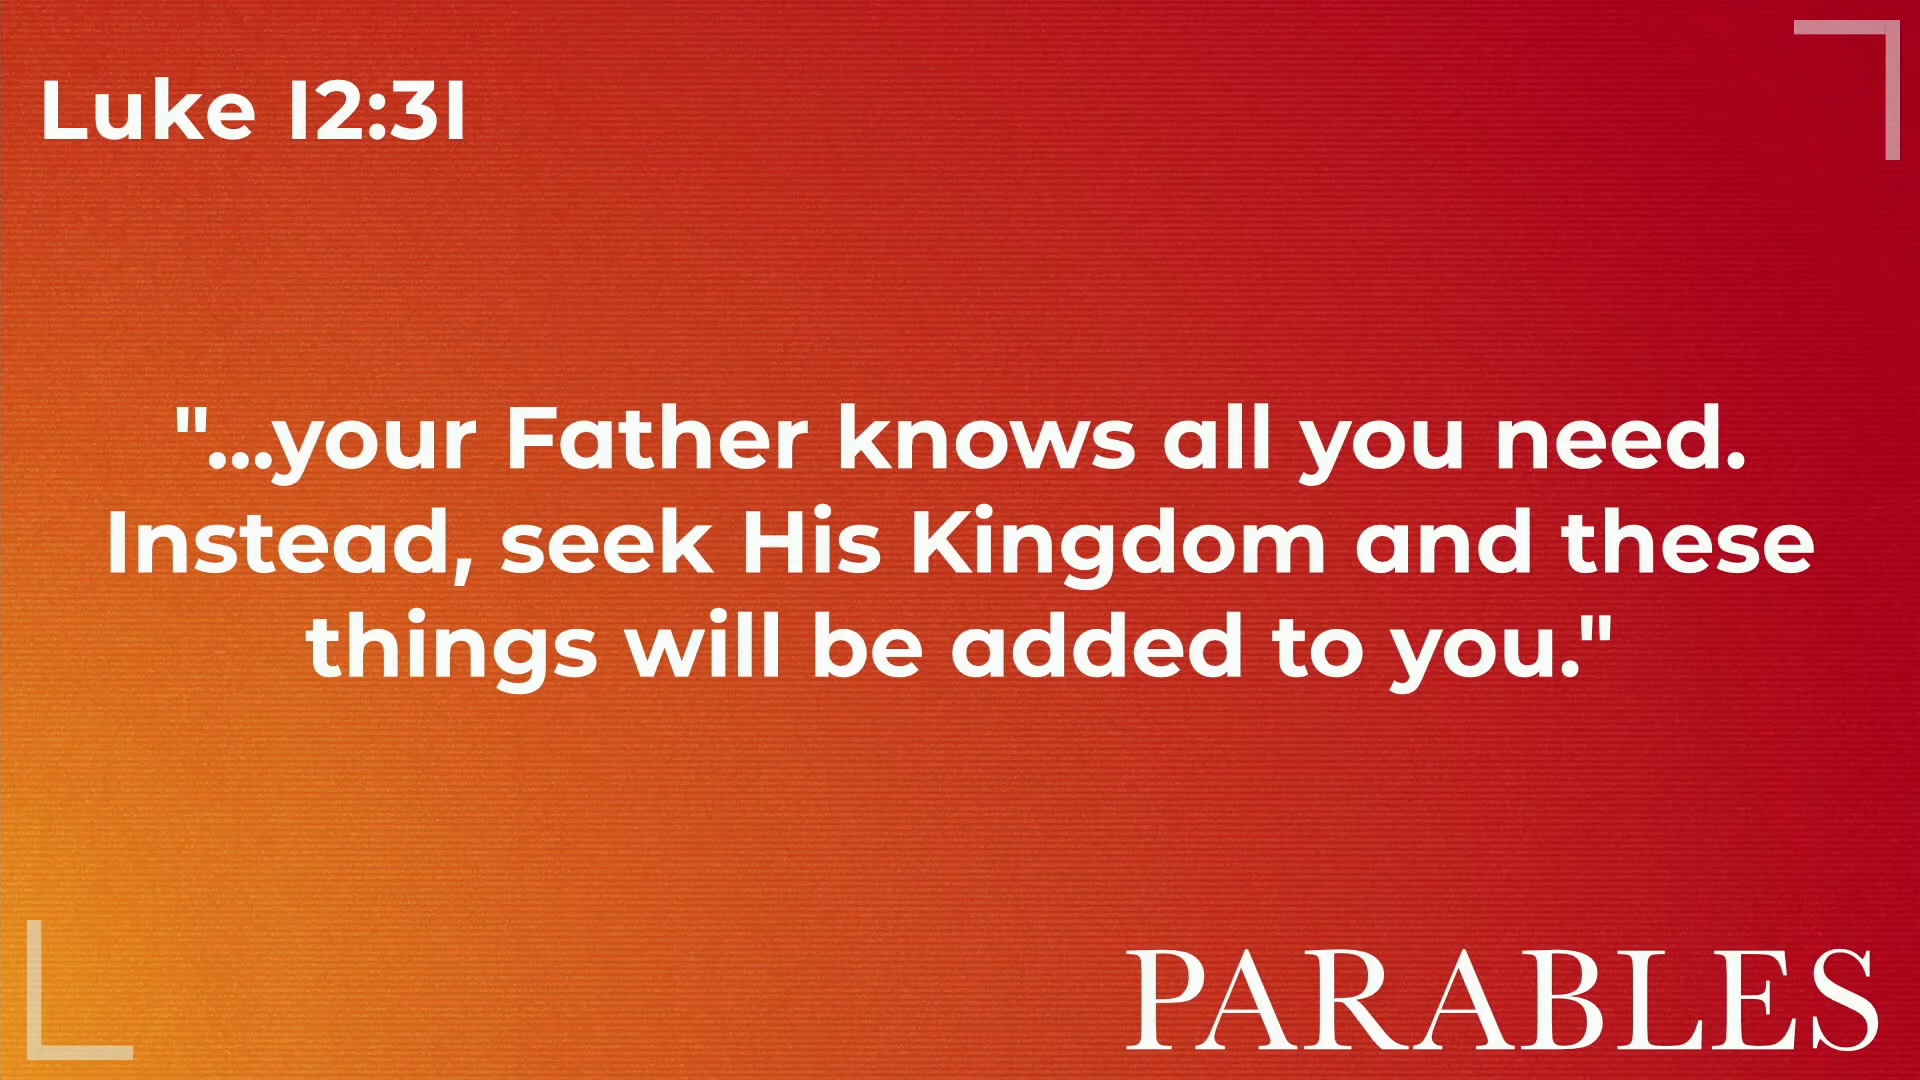 Luke 12:31
"...your Father knows all you need.
Instead, seek His Kingdom and these
things will be added to you."
PARABLES